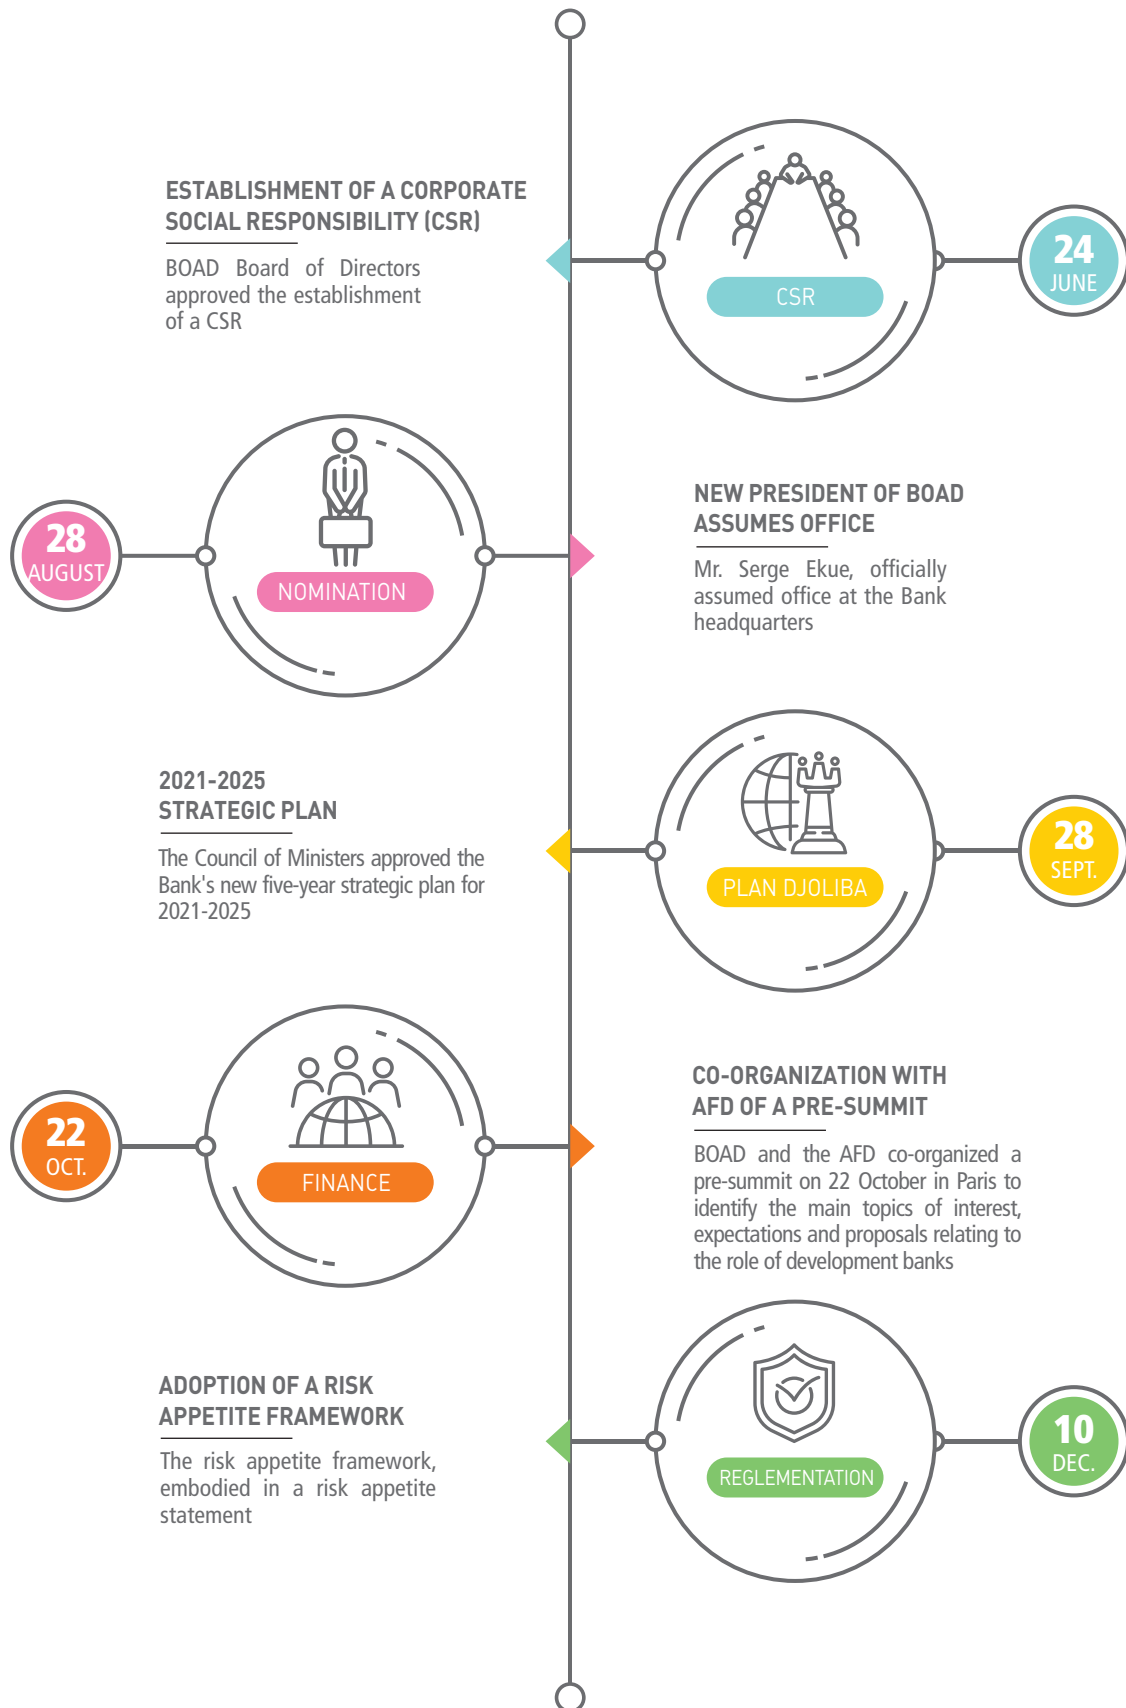 ESTABLISHMENT OF A CORPORATE
SOCIAL RESPONSIBILITY (CSR)
BOAD Board of Directors
approved the establishment
of a CSR
CSR
24
JUNE
28
AUGUST
NOMINATION
NEW PRESIDENT OF BOAD
ASSUMES OFFICE
Mr. Serge Ekue, officially
assumed office at the Bank
headquarters
2021-2025
STRATEGIC PLAN
The Council of Ministers approved the
Bank's new five-year strategic plan for
2021-2025
PLAN DJOLIBA
28
SEPT.
22
OCT.
FINANCE
CO-ORGANIZATION WITH
AFD OF A PRE-SUMMIT
BOAD and the AFD co-organized a
pre-summit on 22 October in Paris to
identify the main topics of interest,
expectations and proposals relating to
the role of development banks
ADOPTION OF A RISK
APPETITE FRAMEWORK
The risk appetite framework,
embodied in a risk appetite
statement
REGLEMENTATION
10
DEC.